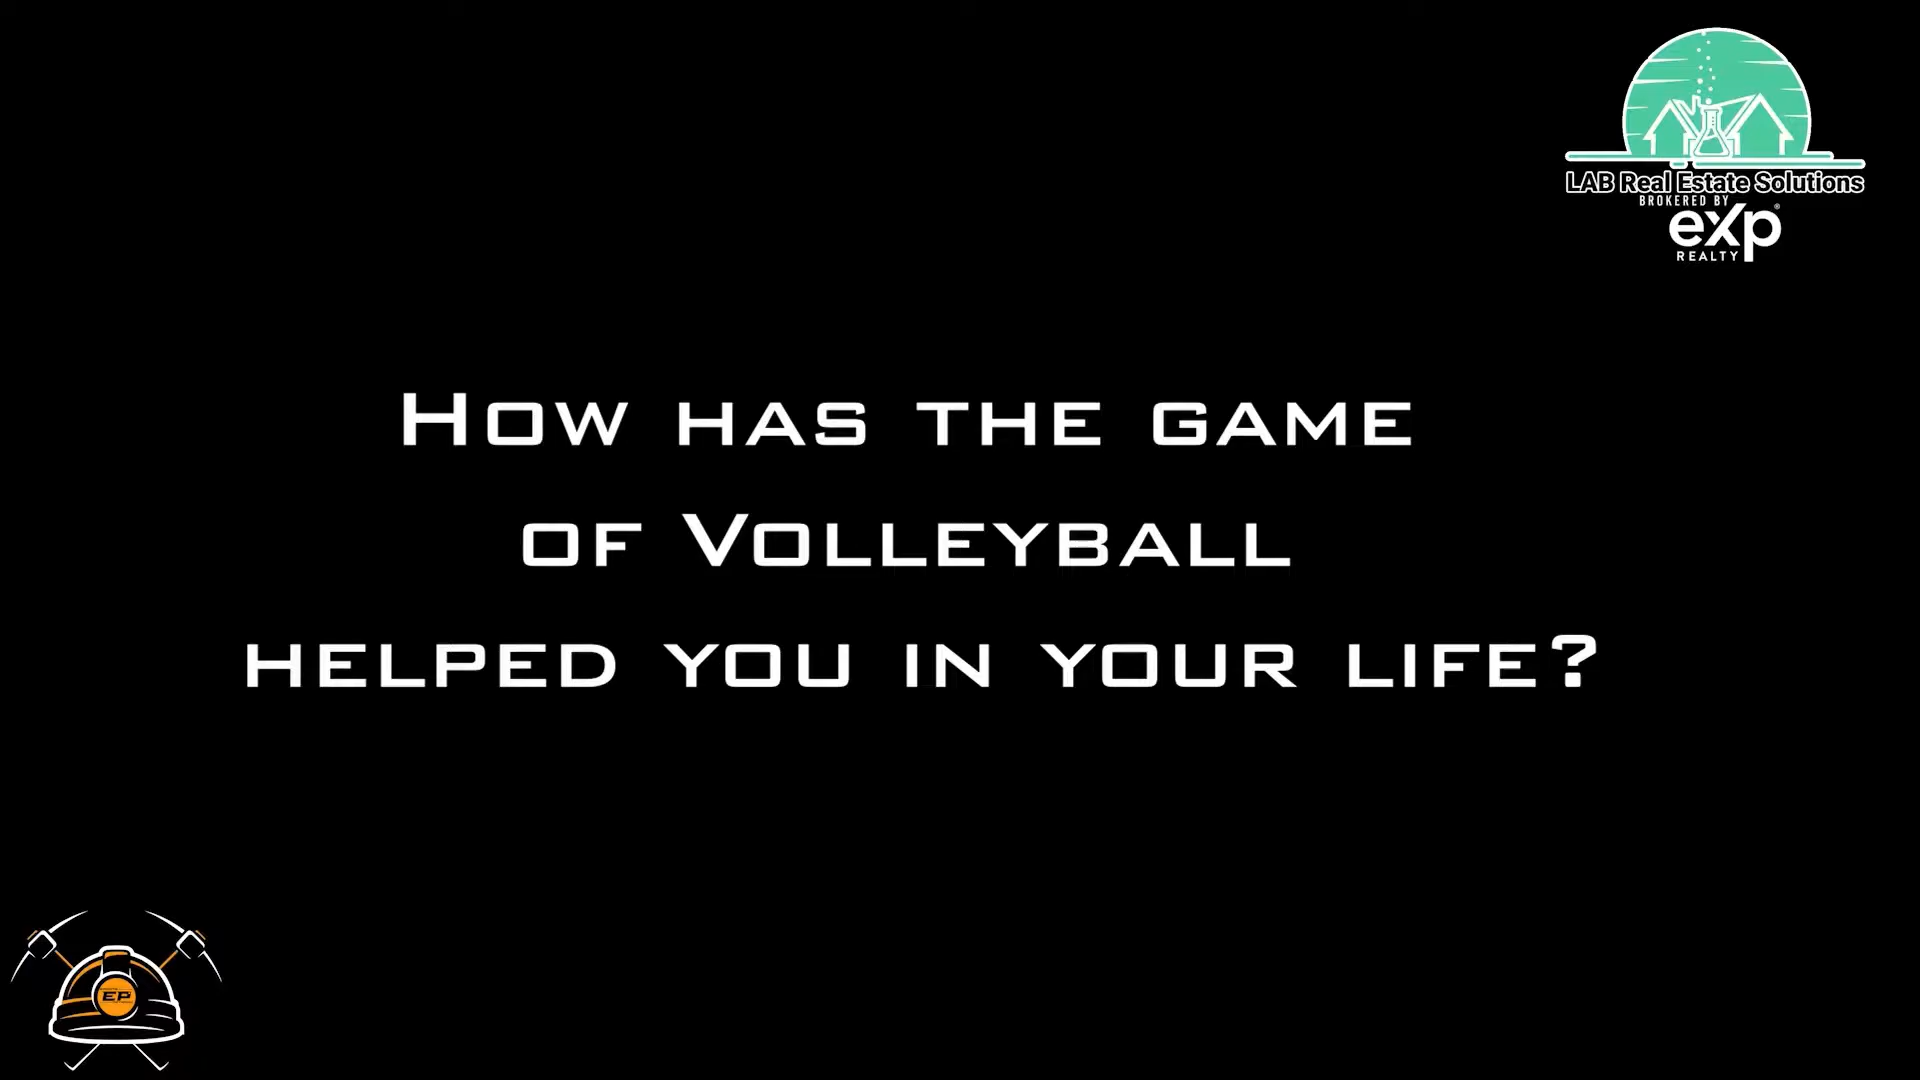 LAB Real Estate Solutions
BROKERED BY
eXp
REALTY
How has the game
of Volleyball
helped you in your life?
EP